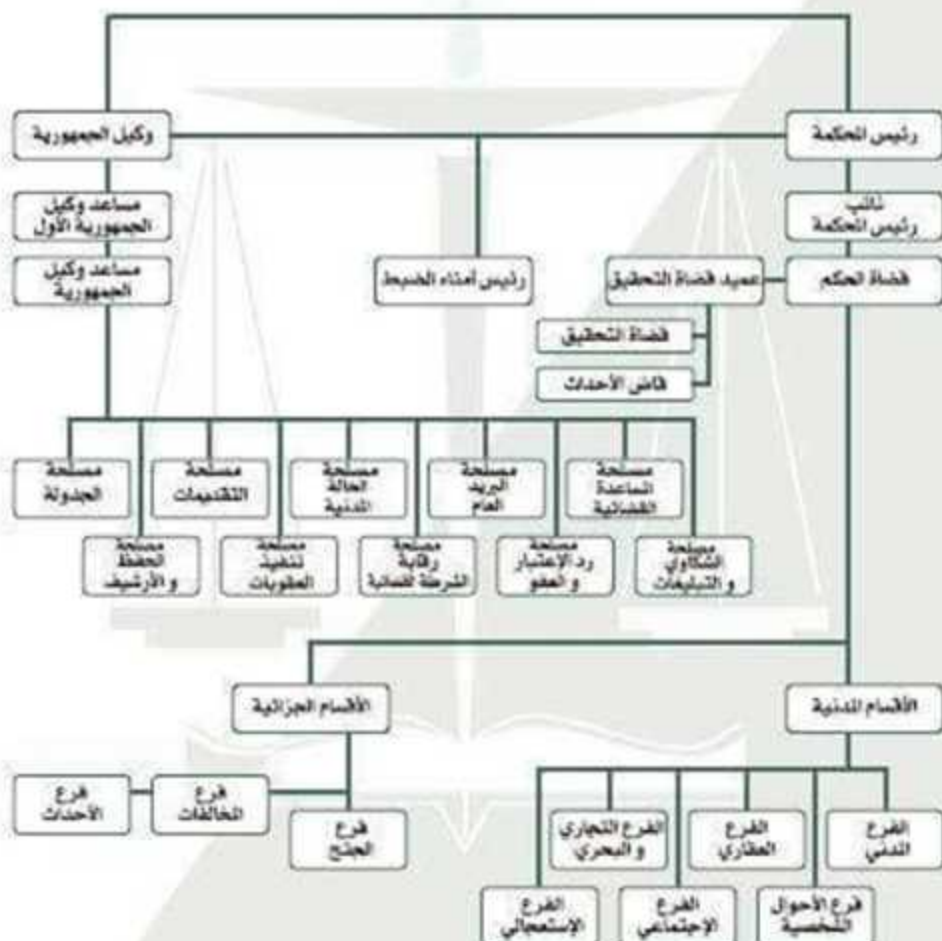 رئيس المحكمة
وكيل الجمهورية
نائب
رئيس المحكمة
مساعد وكيل
الجمهورية الأول
قضاة الحكم
عميد قضاة التحقيق
رئيس أمناء الضبط
مساعد وكيل
الجمهورية
قضاة التحقيق
قاض الأحداث
مصلحة
المساعدة
القضائية
مصلحة
البريد
العام
مصلحة
الحالة
المدنية
مصلحة
التقديمات
مصلحة
الجدولة
مصلحة
الشكاوي
و التبليغات
مصلحة
رد الإعتبار
و العفو
مصلحة
رقابة
الشرطة القضائية
مصلحة
تنفيذ
العقوبات
مصلحة
الحفظ
و الأرشيف
الأقسام المدنية
الأقسام الجزائية
الفرع
المدني
الفرع
العقاري
الفرع التجاري
و البحري
فرع
الجنح
فرع
المخالفات
فرع
الأحداث
فرع الأحوال
الشخصية
الفرع
الإجتماعي
الفرع
الإستعجالي